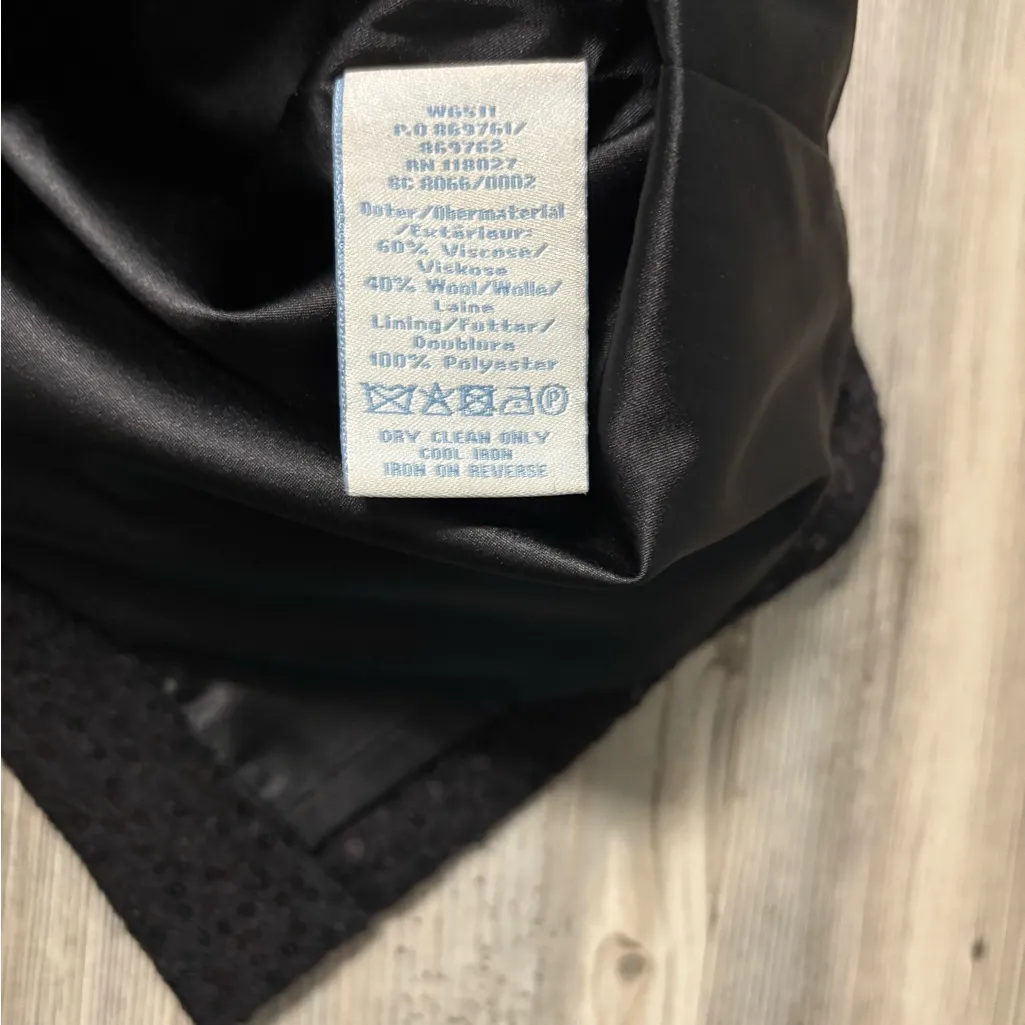 WG511
P.O 869761/
869762
RN 118027
SC 8066/0002
Outer/Obermaterial
/Extérieur:
60% Viscose/
Viskose
40% Wool/Wolle/
Laine
Lining/Futter/
Doublure
100% Polyester
P
DRY CLEAN ONLY
COOL IRON
IRON ON REVERSE